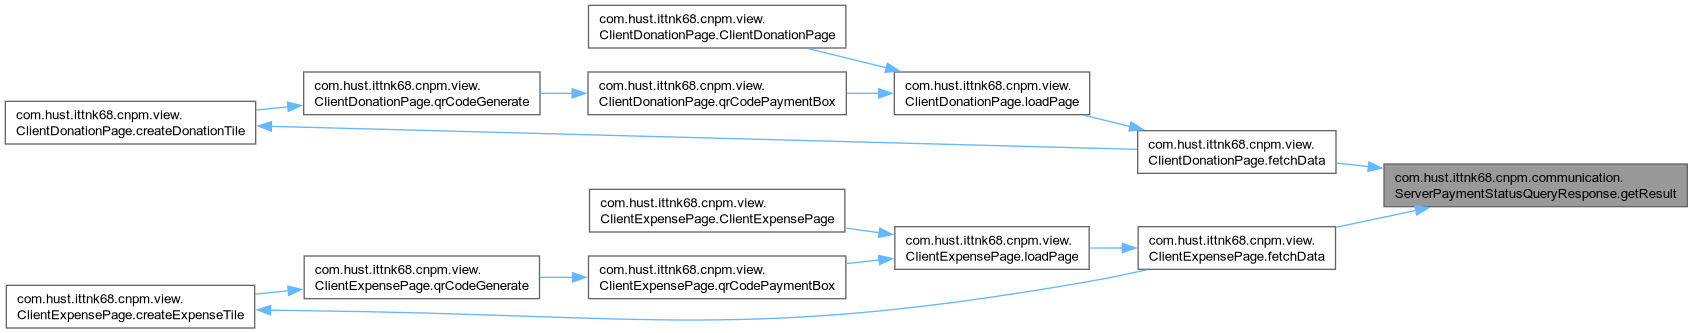 com.hust.ittnk68.cnpm.view.
ClientDonationPage.ClientDonationPage
com.hust.ittnk68.cnpm.view.
ClientDonationPage.qrCodeGenerate
com.hust.ittnk68.cnpm.view.
ClientDonationPage.qrCodePaymentBox
com.hust.ittnk68.cnpm.view.
ClientDonationPage.loadPage
com.hust.ittnk68.cnpm.view.
ClientDonationPage.createDonationTile
com.hust.ittnk68.cnpm.view.
ClientDonationPage.fetchData
com.hust.ittnk68.cnpm.communication.
ServerPaymentStatusQueryResponse.getResult
com.hust.ittnk68.cnpm.view.
ClientExpensePage.ClientExpensePage
com.hust.ittnk68.cnpm.view.
ClientExpensePage.loadPage
com.hust.ittnk68.cnpm.view.
ClientExpensePage.fetchData
com.hust.ittnk68.cnpm.view.
ClientExpensePage.qrCodeGenerate
com.hust.ittnk68.cnpm.view.
ClientExpensePage.qrCodePaymentBox
com.hust.ittnk68.cnpm.view.
ClientExpensePage.createExpenseTile